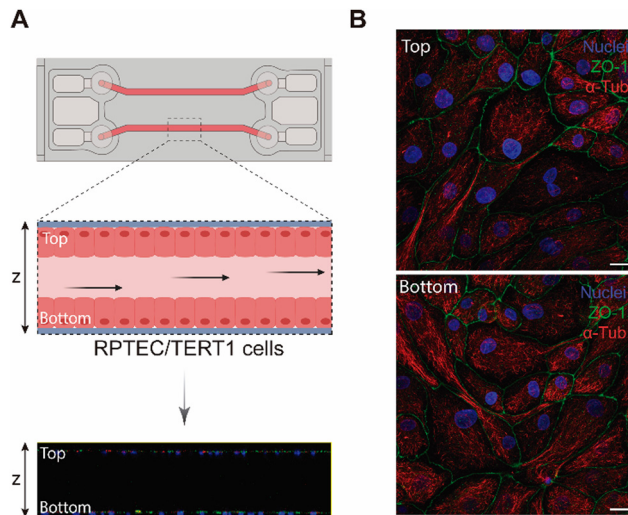 A
Top
Z
Bottom
RPTEC/TERT1 cells
Top
Z
Bottom
B
Top
Nuclei
ZO-1
α-Tub
Bottom
Nuclei
ZO-1
α-Tub